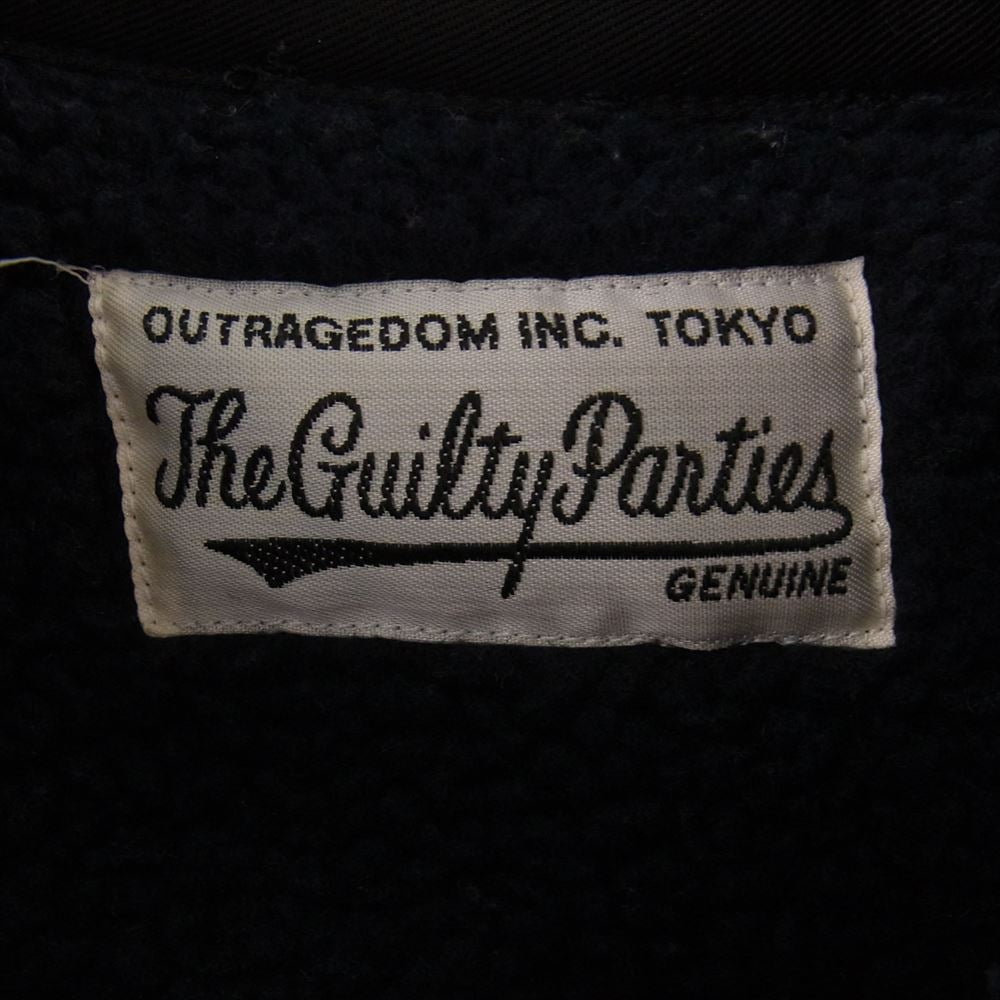 OUTRAGEDOM INC. TOKYO
The Guilty Parties
GENUINE